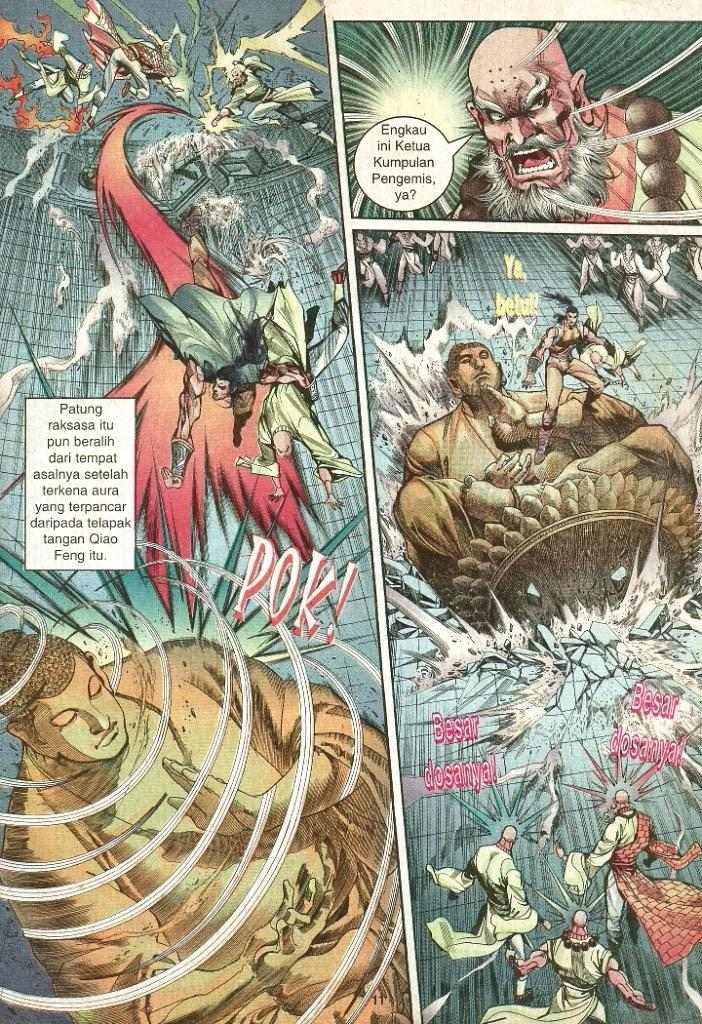 Patung
raksasa itu
pun beralih
dari tempat
asalnya setelah
terkena aura
yang terpancar
daripada telapak
tangan Qiao
Feng itu.
POK!
Engkau
ini Ketua
Kumpulan
Pengemis,
ya?
Ya,
betul!
Besar
dosanya!
Besar
dosanya!
11